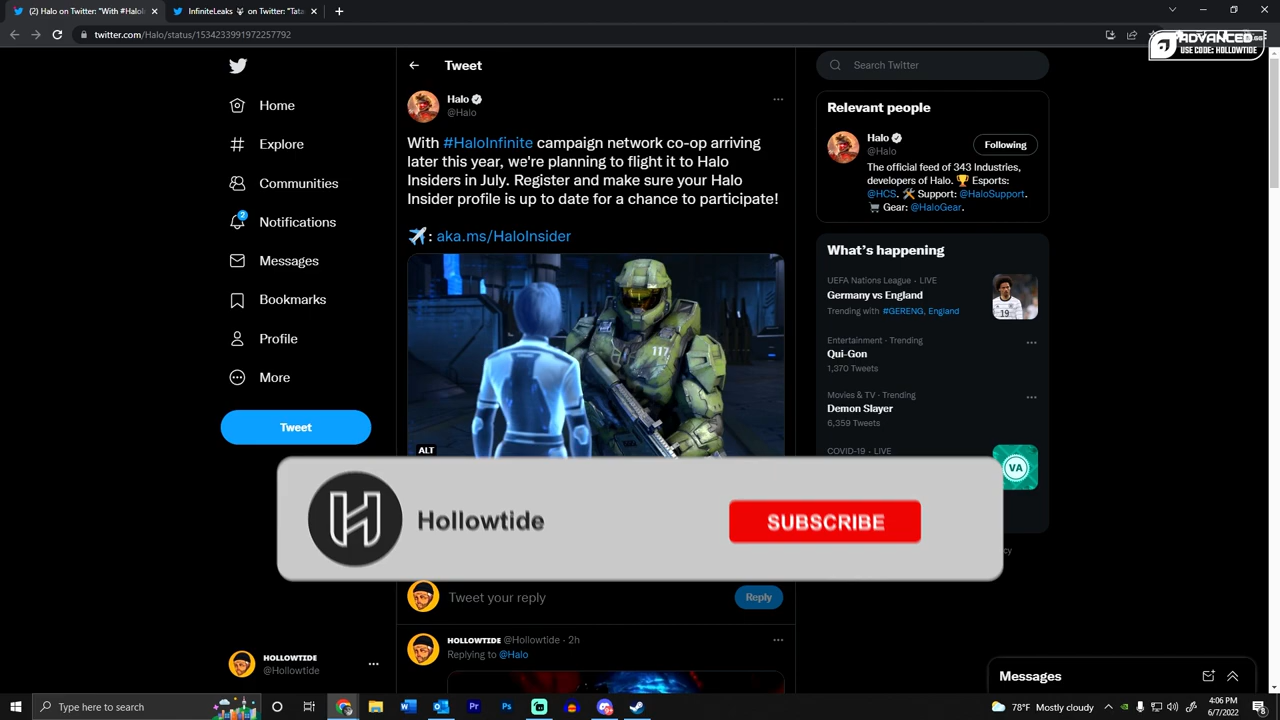 (2) Halo on Twitter: "With #Halo
InfiniteLeaks
on Twitter: "Tata
twitter.com/Halo/status/1534233991972257792
ADVANCED.GG
USE CODE: HOLLOWTIDE
Home
Explore
Communities
2
Notifications
Messages
Bookmarks
Profile
More
Tweet
HOLLOWTIDE
@Hollowtide
Tweet
Halo
@Halo
With #HaloInfinite campaign network co-op arriving
later this year, we're planning to flight it to Halo
Insiders in July. Register and make sure your Halo
Insider profile is up to date for a chance to participate!
: aka.ms/HaloInsider
117
ALT
Hollowtide
SUBSCRIBE
Tweet your reply
Reply
HOLLOWTIDE @Hollowtide · 2h
Replying to @Halo
Search Twitter
Relevant people
Halo
@Halo
Following
The official feed of 343 Industries,
developers of Halo. 🏆 Esports:
@HCS. 🛠 Support: @HaloSupport.
🛒 Gear: @HaloGear.
What's happening
UEFA Nations League · LIVE
Germany vs England
Trending with #GERENG, England
19
Entertainment · Trending
Qui-Gon
1,370 Tweets
Movies & TV · Trending
Demon Slayer
6,359 Tweets
COVID-19 · LIVE
VA
Messages
Type here to search
78°F Mostly cloudy
4:06 PM
6/7/2022